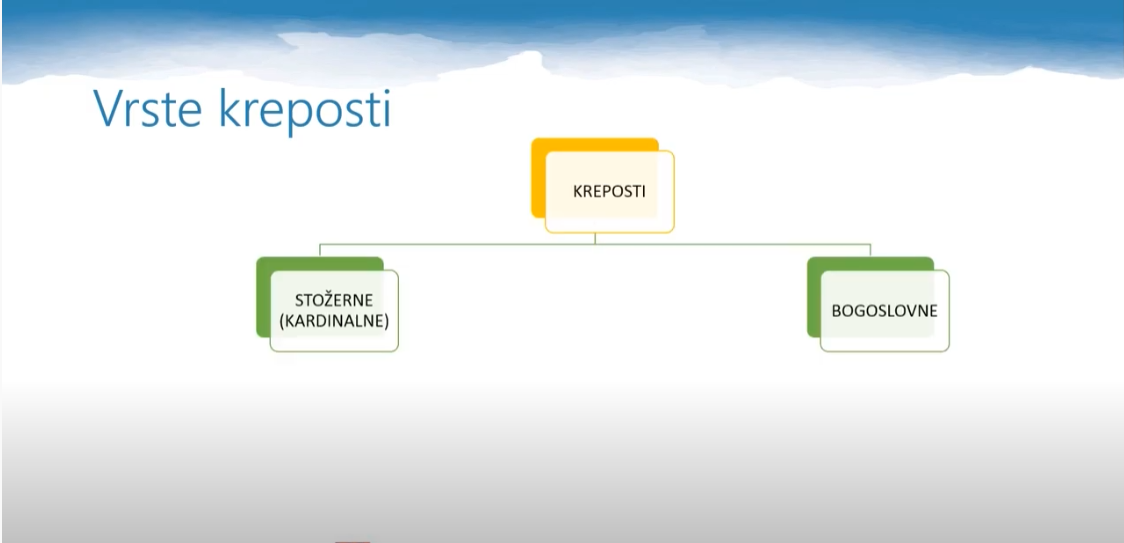 Vrste kreposti
KREPOSTI
STOŽERNE
(KARDINALNE)
BOGOSLOVNE